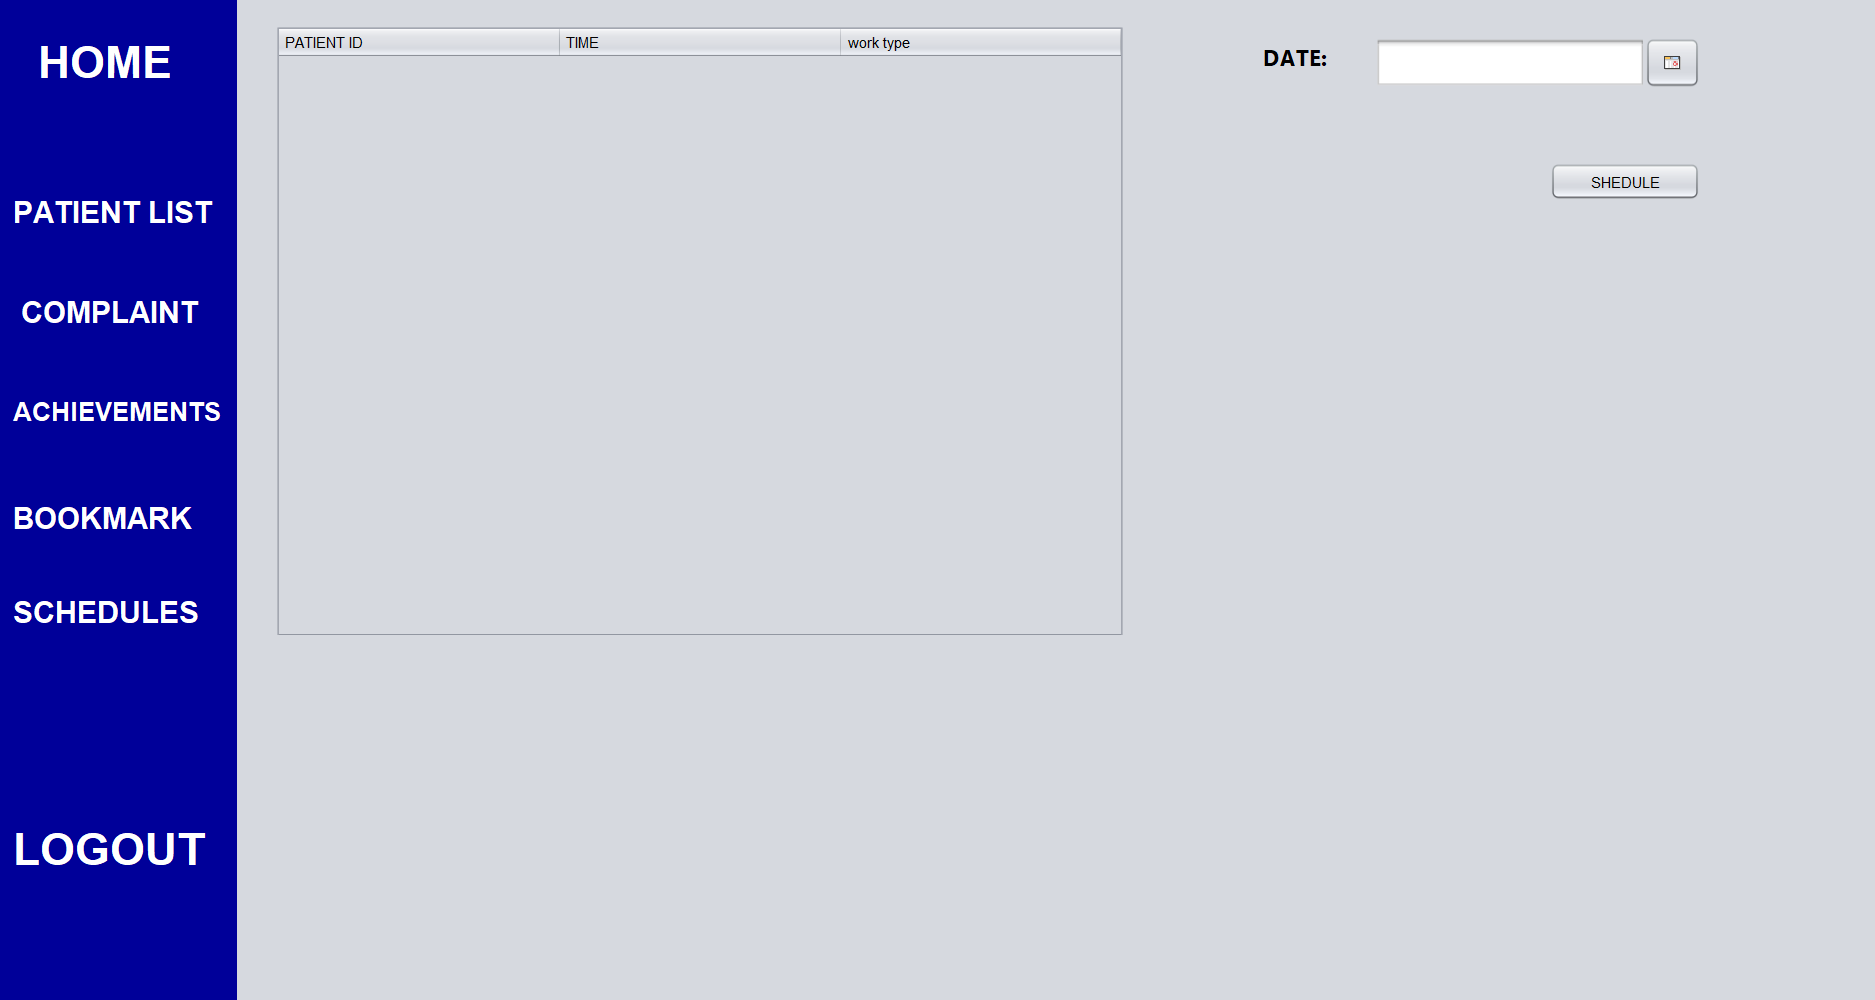 HOME
PATIENT LIST
COMPLAINT
ACHIEVEMENTS
BOOKMARK
SCHEDULES
LOGOUT
PATIENT ID TIME work type
DATE:
SHEDULE